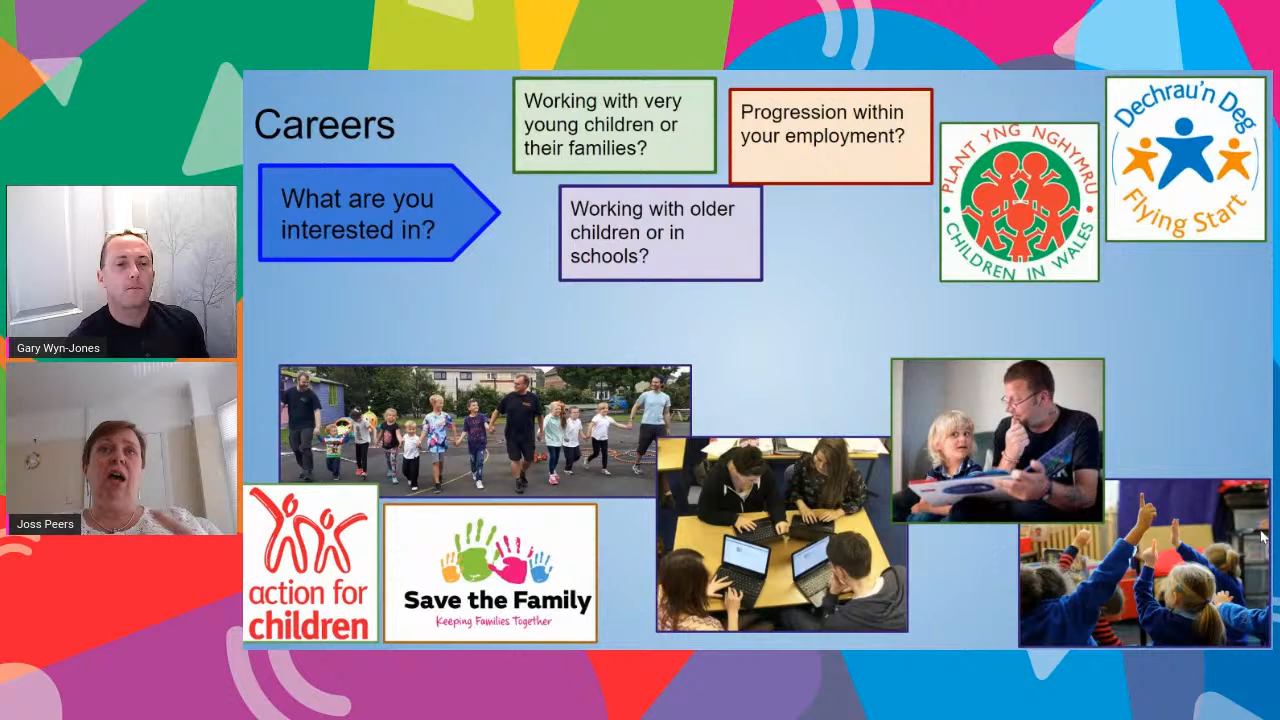 Careers
What are you
interested in?
Working with very
young children or
their families?
Progression within
your employment?
Working with older
children or in
schools?
PLANT YNG NGHYMRU
CHILDREN IN WALES
Dechrau'n Deg
Flying Start
Gary Wyn-Jones
Joss Peers
action for
children
Save the Family
Keeping Families Together